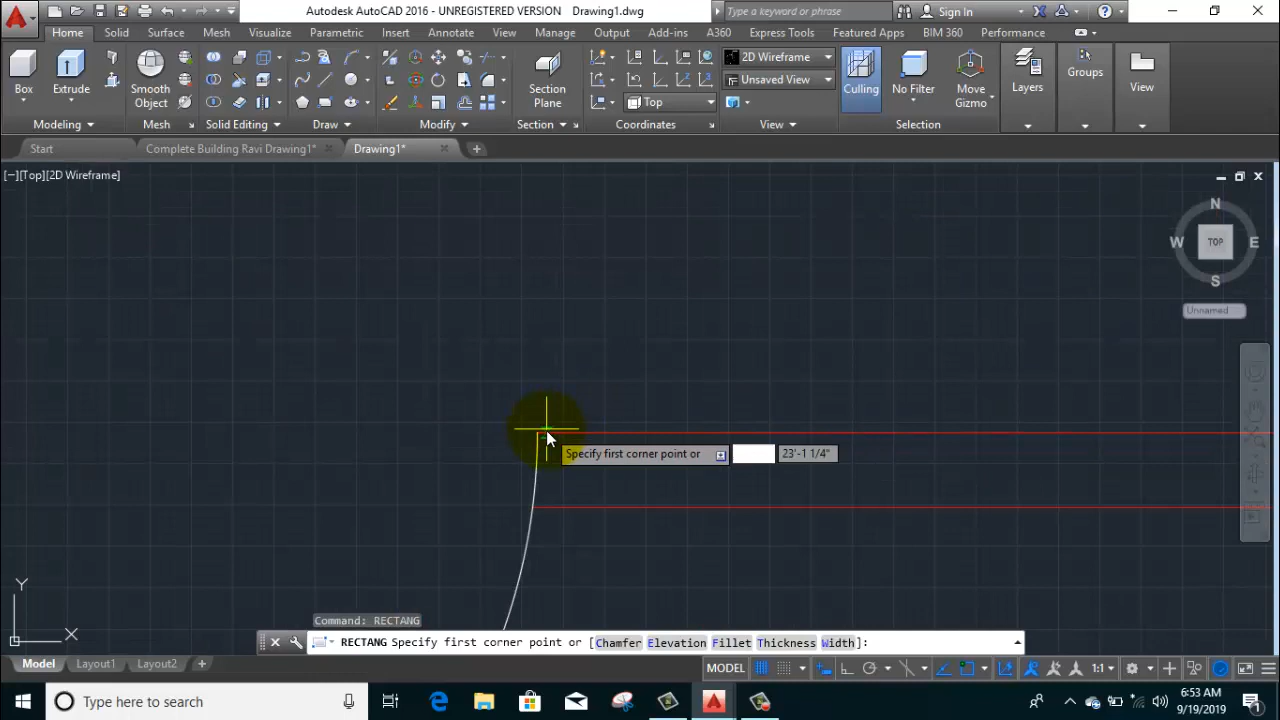 Autodesk AutoCAD 2016 - UNREGISTERED VERSION Drawing1.dwg
Type a keyword or phrase
Sign In
Home Solid Surface Mesh Visualize Parametric Insert Annotate View Manage Output Add-ins A360 Express Tools Featured Apps BIM 360 Performance
Box Extrude Smooth Object Section Plane
2D Wireframe
Unsaved View
Top
Culling No Filter Move Gizmo Layers Groups View
Modeling Mesh Solid Editing Draw Modify Section Coordinates View Selection
Start Complete Building Ravi Drawing1* Drawing1*
[−][Top][2D Wireframe]
N
W TOP E
S
Unnamed
Specify first corner point or 23'-1 1/4"
Y
X
Command: RECTANG
RECTANG Specify first corner point or [Chamfer Elevation Fillet Thickness Width]:
Model Layout1 Layout2
MODEL 1:1
Type here to search
6:53 AM
9/19/2019
1